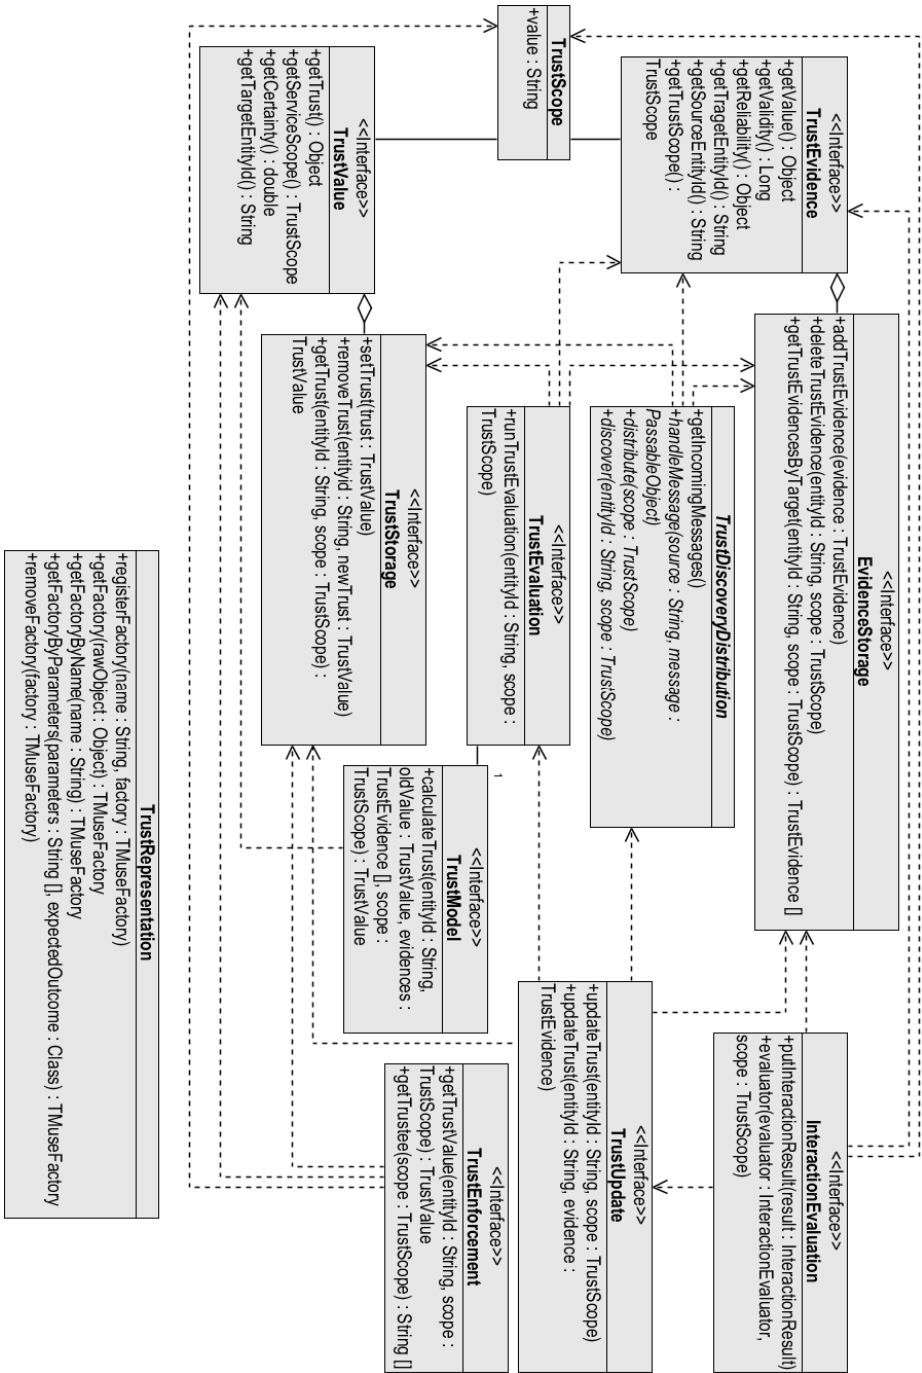 <<Interface>>
TrustEvidence
+getValue() : Object
+getValidity() : Long
+getReliability() : Object
+getTragetEntityId() : String
+getSourceEntityId() : String
+getTrustScope() :
TrustScope
<<Interface>>
EvidenceStorage
+addTrustEvidence(evidence : TrustEvidence)
+deleteTrustEvidence(entityId : String, scope : TrustScope)
+getTrustEvidencesByTarget(entityId : String, scope : TrustScope) : TrustEvidence []
<<Interface>>
InteractionEvaluation
+putInteractionResult(result : InteractionResult)
+evaluator(evaluator : InteractionEvaluator,
scope : TrustScope)
TrustScope
+value : String
TrustDiscoveryDistribution
+getIncomingMessages()
+handleMessage(source : String, message :
PassableObject)
+distribute(scope : TrustScope)
+discover(entityId : String, scope : TrustScope)
<<Interface>>
TrustEvaluation
+runTrustEvaluation(entityId : String, scope :
TrustScope)
<<Interface>>
TrustUpdate
+updateTrust(entityId : String, scope : TrustScope)
+updateTrust(entityId : String, evidence :
TrustEvidence)
1
<<Interface>>
TrustValue
+getTrust() : Object
+getServiceScope() : TrustScope
+getCertainty() : double
+getTargetEntityId() : String
<<Interface>>
TrustStorage
+setTrust(trust : TrustValue)
+removeTrust(entityid : String, newTrust : TrustValue)
+getTrust(entityId : String, scope : TrustScope) :
TrustValue
<<Interface>>
TrustModel
+calculateTrust(entityId : String,
oldValue : TrustValue, evidences :
TrustEvidence [], scope :
TrustScope) : TrustValue
<<Interface>>
TrustEnforcement
+getTrustValue(entityId : String, scope :
TrustScope) : TrustValue
+getTrustee(scope : TrustScope) : String []
TrustRepresentation
+registerFactory(name : String, factory : TMuseFactory)
+getFactory(rawObject : Object) : TMuseFactory
+getFactoryByName(name : String) : TMuseFactory
+getFactoryByParameters(parameters : String [], expectedOutcome : Class) : TMuseFactory
+removeFactory(factory : TMuseFactory)